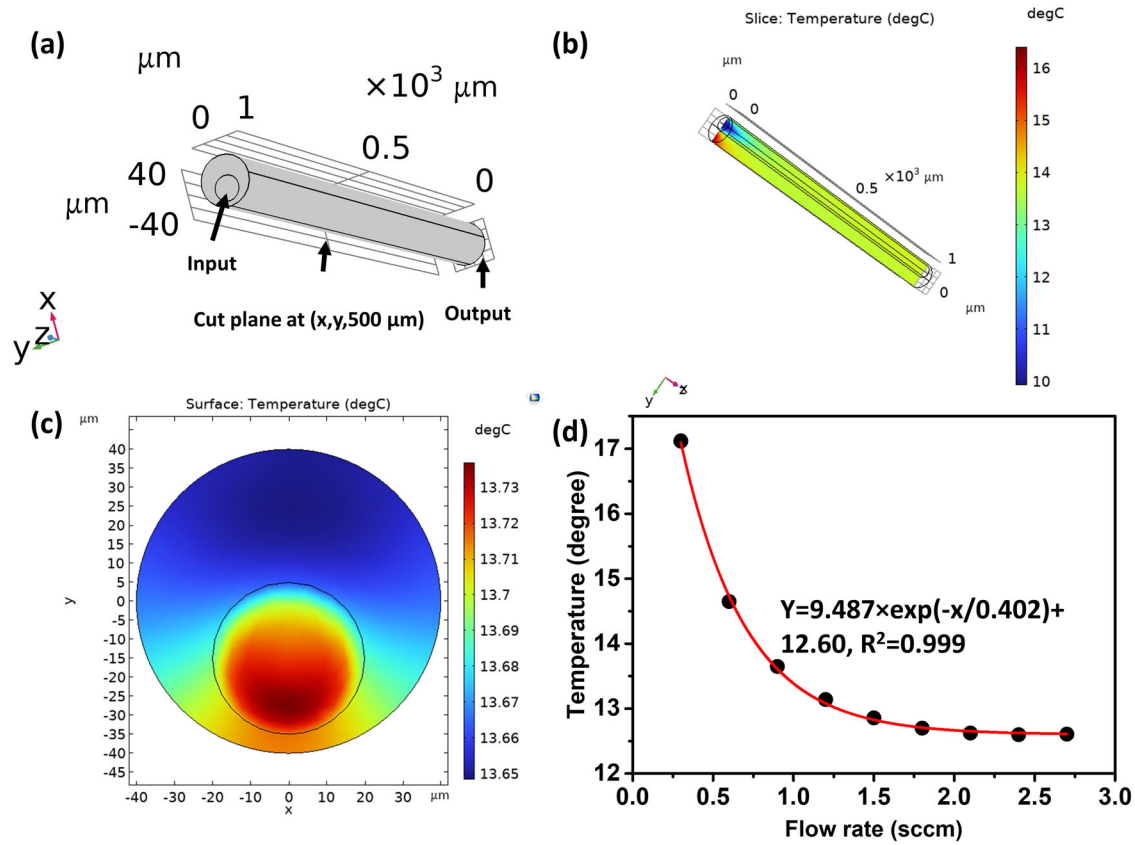 (a)
μm
×10³ μm
0
1
0.5
0
40
μm
-40
Input
Output
Cut plane at (x,y,500 μm)
x
z
y
(b)
Slice: Temperature (degC)
degC
μm
0
0
0.5
×10³ μm
1
0
μm
16
15
14
13
12
11
10
y
(c)
μm
Surface: Temperature (degC)
degC
40
35
30
25
20
15
10
5
0
-5
-10
-15
-20
-25
-30
-35
-40
-45
y
-40
-30
-20
-10
0
10
20
30
μm
x
13.73
13.72
13.71
13.7
13.69
13.68
13.67
13.66
13.65
(d)
17
16
15
14
13
12
Temperature (degree)
Y=9.487×exp(-x/0.402)+
12.60, R²=0.999
0.0 0.5 1.0 1.5 2.0 2.5 3.0
Flow rate (sccm)